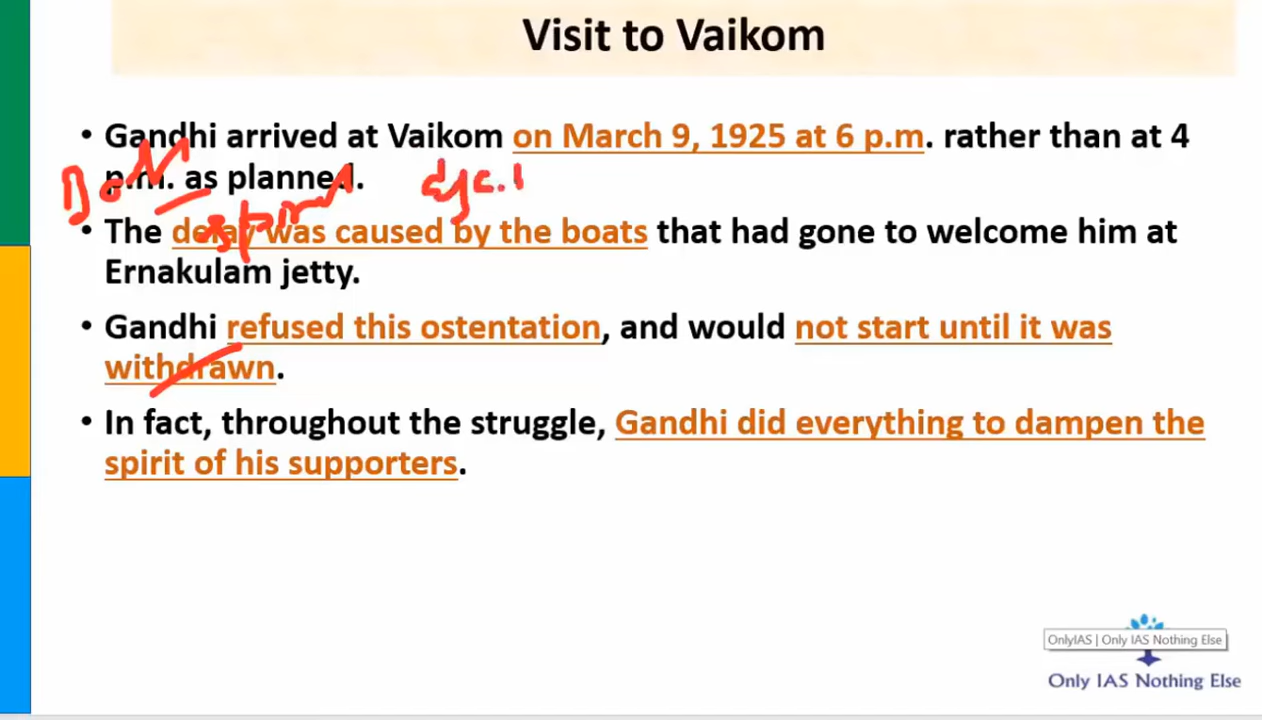 Visit to Vaikom
• Gandhi arrived at Vaikom on March 9, 1925 at 6 p.m. rather than at 4
p.m. as planned.
• The delay was caused by the boats that had gone to welcome him at
Ernakulam jetty.
• Gandhi refused this ostentation, and would not start until it was
withdrawn.
• In fact, throughout the struggle, Gandhi did everything to dampen the
spirit of his supporters.
OnlyIAS | Only IAS Nothing Else
Only IAS Nothing Else